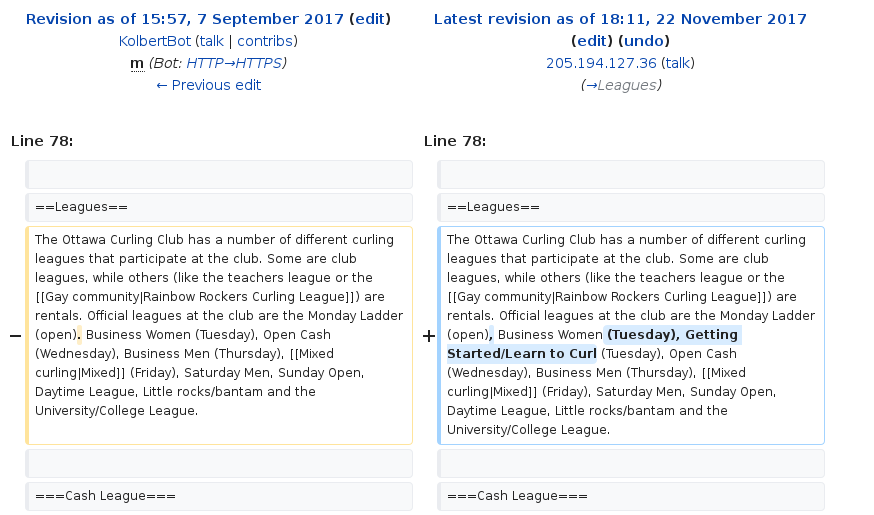 Revision as of 15:57, 7 September 2017 (edit)
KolbertBot (talk | contribs)
m (Bot: HTTP→HTTPS)
← Previous edit
Latest revision as of 18:11, 22 November 2017
(edit) (undo)
205.194.127.36 (talk)
(→Leagues)
Line 78:
Line 78:
==Leagues==
==Leagues==
−
The Ottawa Curling Club has a number of different curling
leagues that participate at the club. Some are club
leagues, while others (like the teachers league or the
[[Gay community|Rainbow Rockers Curling League]]) are
rentals. Official leagues at the club are the Monday Ladder
(open). Business Women (Tuesday), Open Cash
(Wednesday), Business Men (Thursday), [[Mixed
curling|Mixed]] (Friday), Saturday Men, Sunday Open,
Daytime League, Little rocks/bantam and the
University/College League.
+
The Ottawa Curling Club has a number of different curling
leagues that participate at the club. Some are club
leagues, while others (like the teachers league or the
[[Gay community|Rainbow Rockers Curling League]]) are
rentals. Official leagues at the club are the Monday Ladder
(open), Business Women (Tuesday), Getting
Started/Learn to Curl (Tuesday), Open Cash
(Wednesday), Business Men (Thursday), [[Mixed
curling|Mixed]] (Friday), Saturday Men, Sunday Open,
Daytime League, Little rocks/bantam and the
University/College League.
===Cash League===
===Cash League===